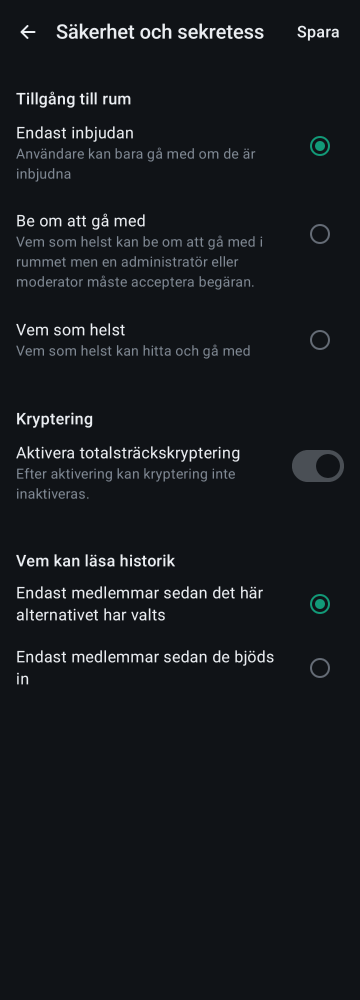 Säkerhet och sekretess
Spara
Tillgång till rum
Endast inbjudan
Användare kan bara gå med om de är
inbjudna
Be om att gå med
Vem som helst kan be om att gå med i
rummet men en administratör eller
moderator måste acceptera begäran.
Vem som helst
Vem som helst kan hitta och gå med
Kryptering
Aktivera totalsträckskryptering
Efter aktivering kan kryptering inte
inaktiveras.
Vem kan läsa historik
Endast medlemmar sedan det här
alternativet har valts
Endast medlemmar sedan de bjöds
in